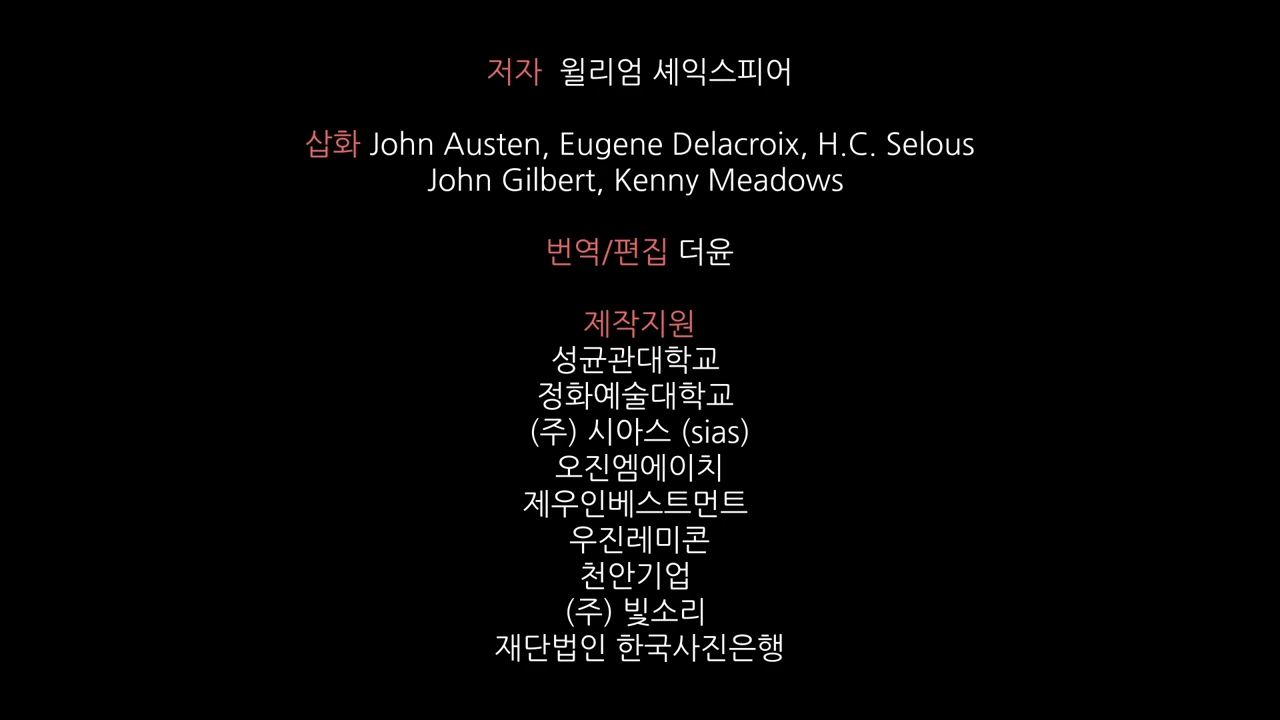 저자 윌리엄 셰익스피어
삽화 John Austen, Eugene Delacroix, H.C. Selous
John Gilbert, Kenny Meadows
번역/편집 더윤
제작지원
성균관대학교
정화예술대학교
(주) 시아스 (sias)
오진엠에이치
제우인베스트먼트
우진레미콘
천안기업
(주) 빛소리
재단법인 한국사진은행